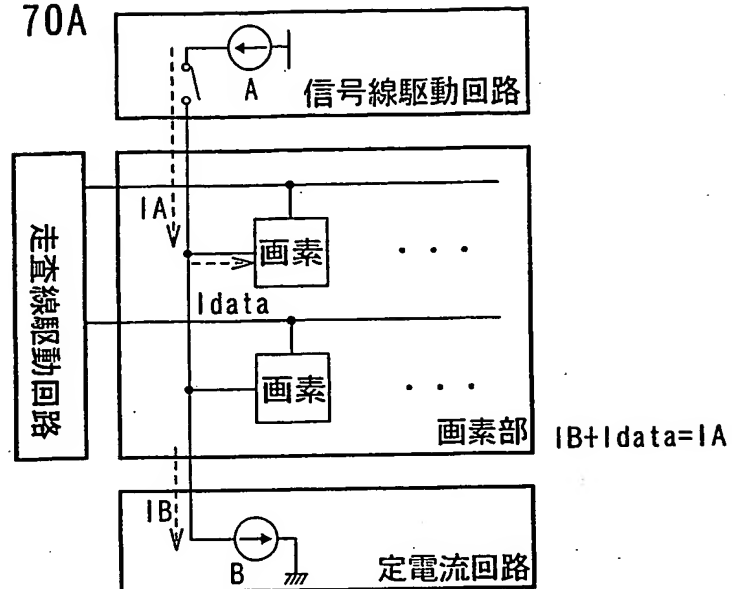 70A
A
信号線駆動回路
IA
走査線駆動回路
画素
・・・
Idata
画素
・・・
画素部
IB+Idata=IA
IB
B
定電流回路